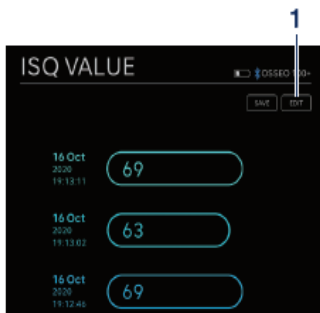 1
ISQ VALUE
OSSEO 100+
SAVE EDIT
16 Oct
2020
19:13:11
69
16 Oct
2020
19:13:02
63
16 Oct
2020
19:12:46
69